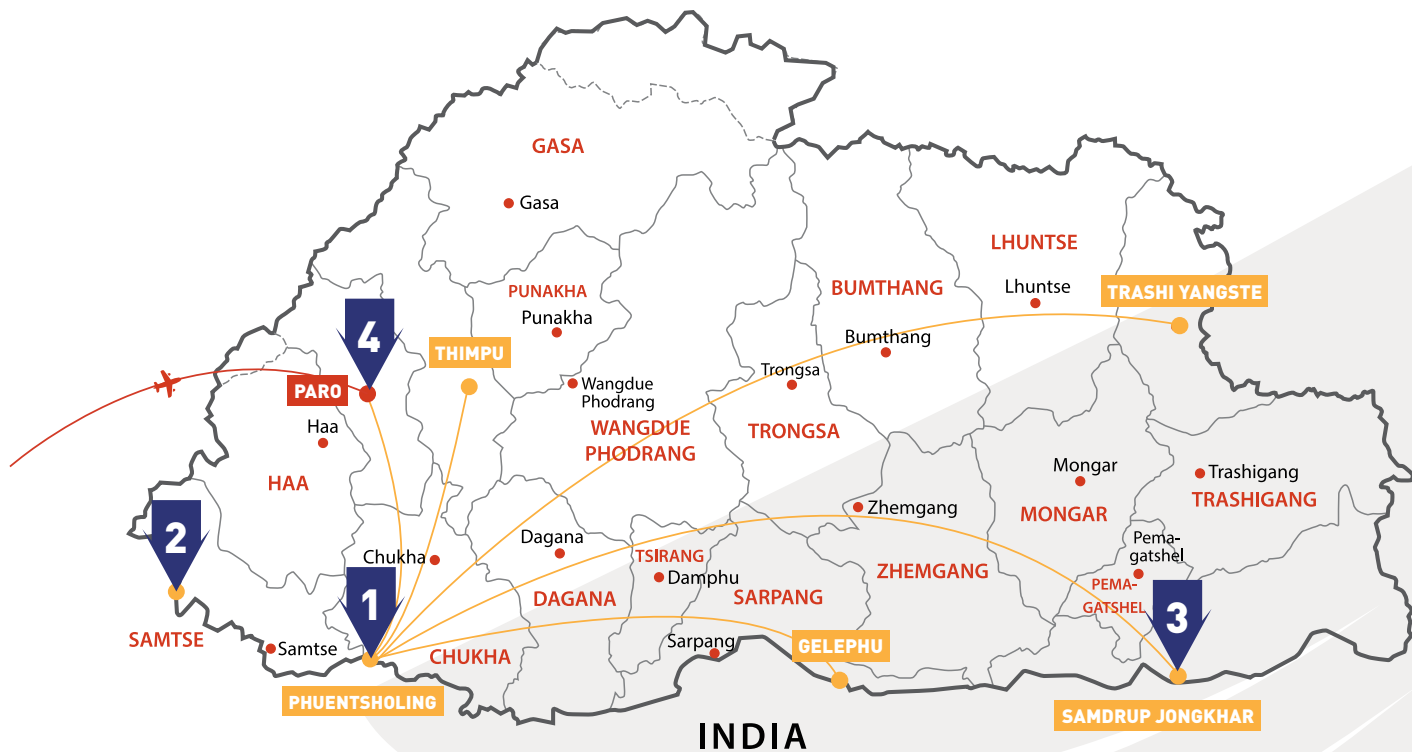 GASA
Gasa
LHUNTSE
PUNAKHA
Punakha
BUMTHANG
Lhuntse
TRASHI YANGSTE
4
THIMPU
Bumthang
PARO
Wangdue
Phodrang
Trongsa
Haa
WANGDUE
PHODRANG
TRONGSA
HAA
Mongar
Trashigang
TRASHIGANG
MONGAR
Zhemgang
2
Dagana
Chukha
TSIRANG
Damphu
Pema-
gatshel
ZHEMGANG
PEMA-
GATSHEL
1
DAGANA
SARPANG
3
SAMTSE
Samtse
CHUKHA
Sarpang
GELEPHU
PHUENTSHOLING
SAMDRUP JONGKHAR
INDIA